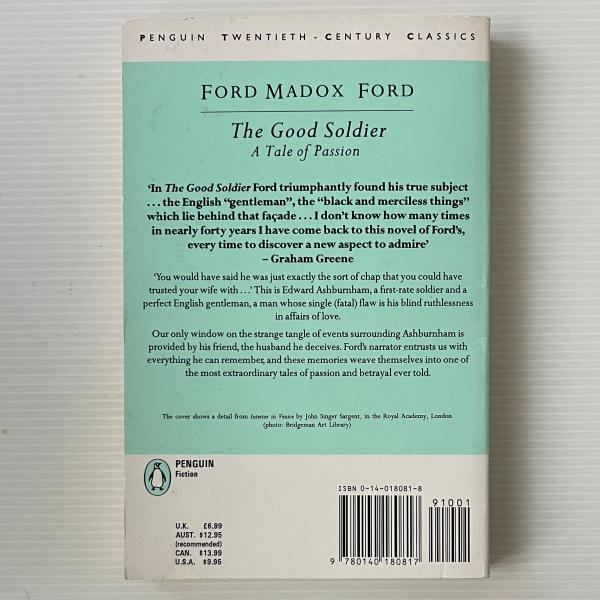 PENGUIN TWENTIETH-CENTURY CLASSICS
FORD MADOX FORD
The Good Soldier
A Tale of Passion
‘In The Good Soldier Ford triumphantly found his true subject
...the English “gentleman”, the “black and merciless things”
which lie behind that façade...I don’t know how many times
in nearly forty years I have come back to this novel of Ford’s,
every time to discover a new aspect to admire’
– Graham Greene
‘You would have said he was just exactly the sort of chap that you could have
trusted your wife with...’ This is Edward Ashburnham, a first-rate soldier and a
perfect English gentleman, a man whose single (fatal) flaw is his blind ruthlessness
in affairs of love.
Our only window on the strange tangle of events surrounding Ashburnham is
provided by his friend, the husband he deceives. Ford’s narrator entrusts us with
everything he can remember, and these memories weave themselves into one of
the most extraordinary tales of passion and betrayal ever told.
The cover shows a detail from Interior in Venice by John Singer Sargent, in the Royal Academy, London
(photo: Bridgeman Art Library)
PENGUIN
Fiction
U.K. £6.99
AUST. $12.95
(recommended)
CAN. $13.99
U.S.A. $9.95
ISBN 0-14-018081-8
91001
9 780140 180817